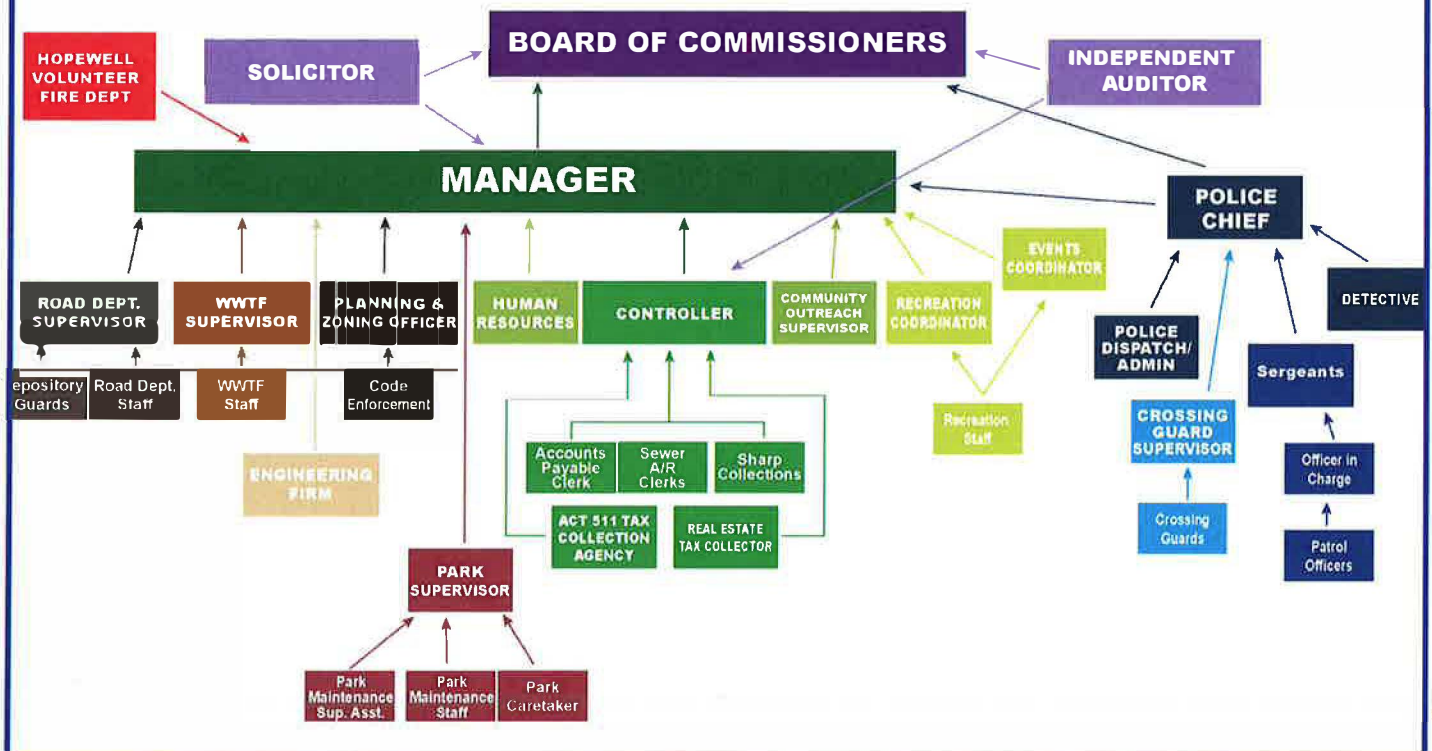 BOARD OF COMMISSIONERS
HOPEWELL
VOLUNTEER
FIRE DEPT
SOLICITOR
INDEPENDENT
AUDITOR
MANAGER
POLICE
CHIEF
EVENTS
COORDINATOR
ROAD DEPT.
SUPERVISOR
WWTF
SUPERVISOR
PLANNING &
ZONING OFFICER
HUMAN
RESOURCES
CONTROLLER
COMMUNITY
OUTREACH
SUPERVISOR
RECREATION
COORDINATOR
POLICE
DISPATCH/
ADMIN
DETECTIVE
Sergeants
epository
Guards
Road Dept.
Staff
WWTF
Staff
Code
Enforcement
Recreation
Staff
CROSSING
GUARD
SUPERVISOR
Officer in
Charge
ENGINEERING
FIRM
Accounts
Payable
Clerk
Sewer
A/R
Clerks
Sharp
Collections
ACT 511 TAX
COLLECTION
AGENCY
REAL ESTATE
TAX COLLECTOR
Crossing
Guards
Patrol
Officers
PARK
SUPERVISOR
Park
Maintenance
Sup. Asst.
Park
Maintenance
Staff
Park
Caretaker